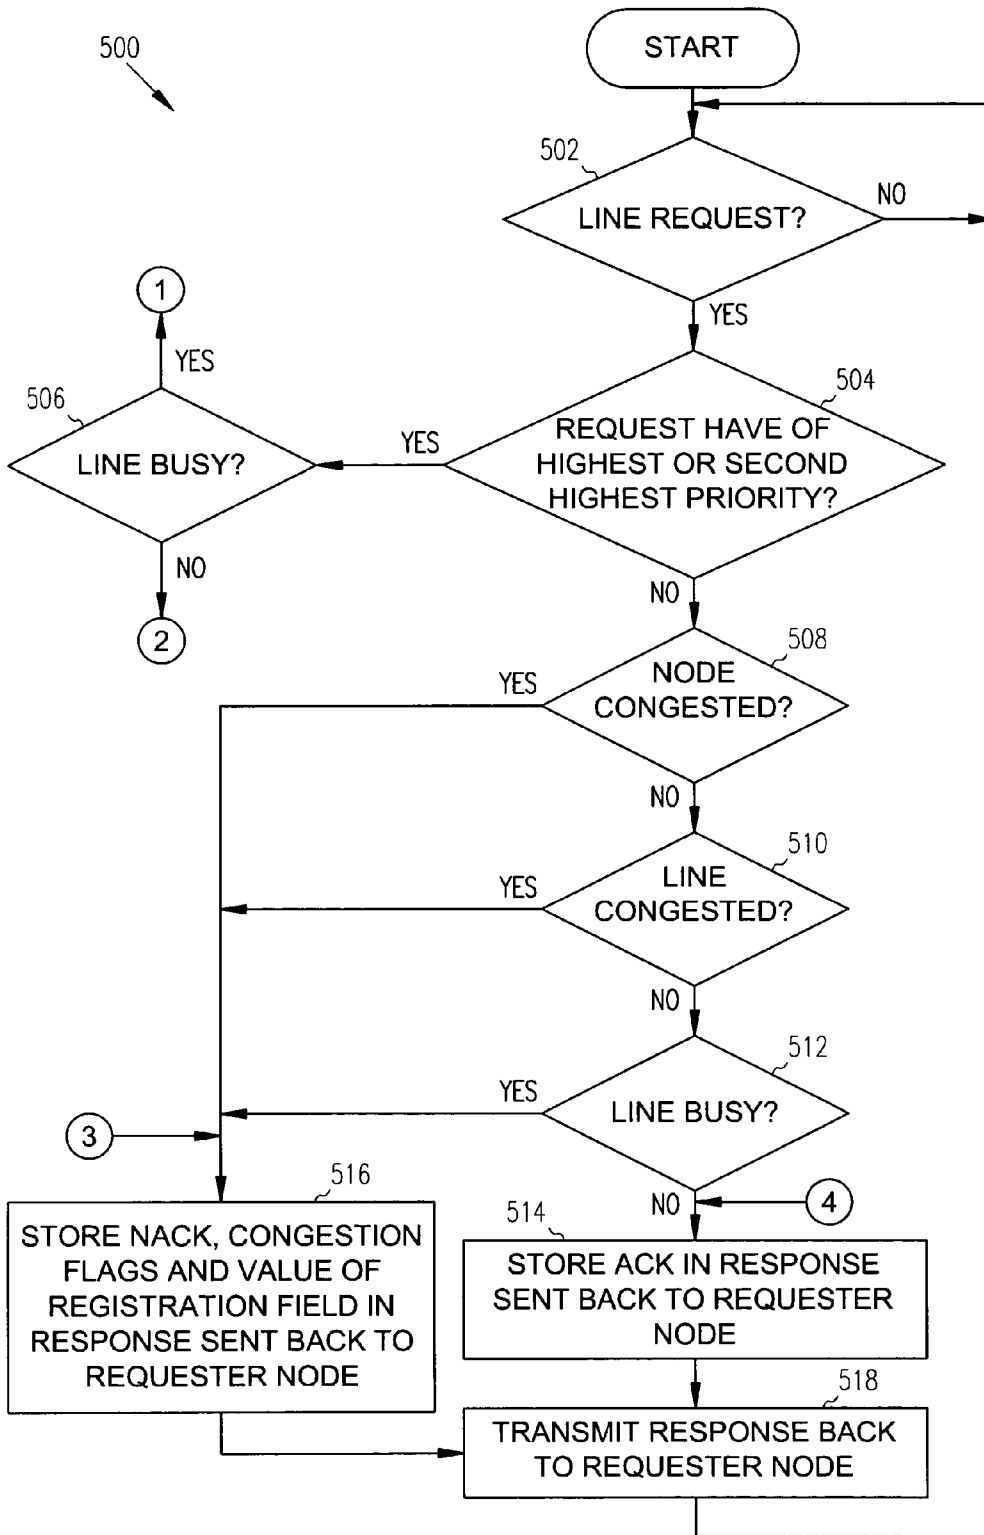 500
START
502
LINE REQUEST?
NO
YES
1
YES
506
LINE BUSY?
NO
2
504
YES
REQUEST HAVE OF
HIGHEST OR SECOND
HIGHEST PRIORITY?
NO
508
YES
NODE
CONGESTED?
NO
510
YES
LINE
CONGESTED?
NO
512
YES
LINE BUSY?
NO
3
4
516
STORE NACK, CONGESTION
FLAGS AND VALUE OF
REGISTRATION FIELD IN
RESPONSE SENT BACK TO
REQUESTER NODE
514
STORE ACK IN RESPONSE
SENT BACK TO REQUESTER
NODE
518
TRANSMIT RESPONSE BACK
TO REQUESTER NODE